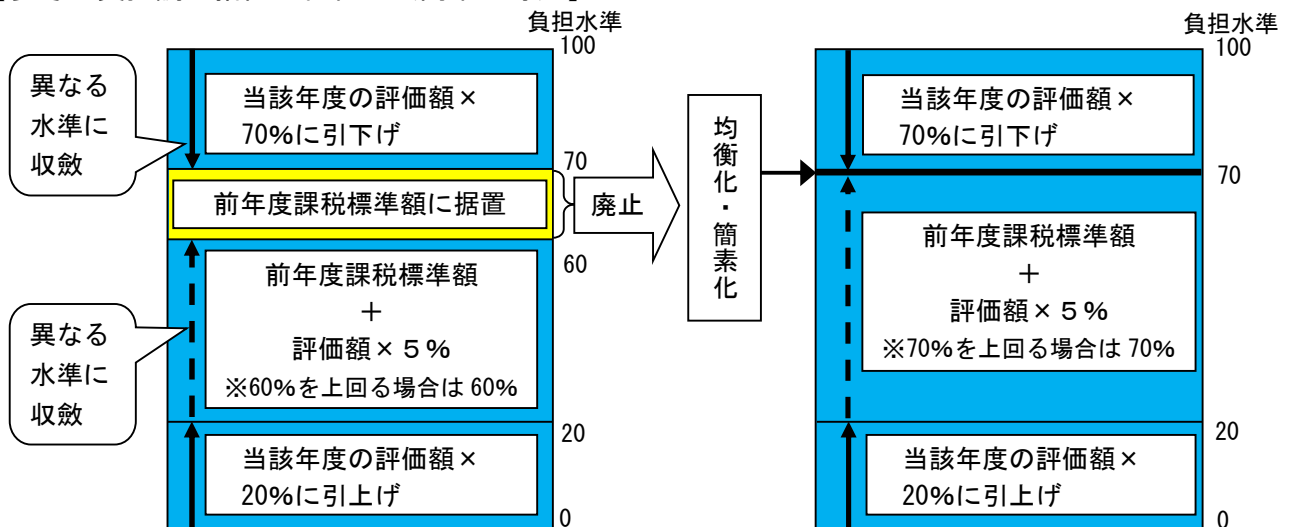 負担水準
100
異なる
水準に
収斂
当該年度の評価額×
70%に引下げ
70
前年度課税標準額に据置
廃止
60
前年度課税標準額
＋
評価額×５％
※60%を上回る場合は 60%
異なる
水準に
収斂
20
当該年度の評価額×
20%に引上げ
0
均衡化・簡素化
負担水準
100
当該年度の評価額×
70%に引下げ
70
前年度課税標準額
＋
評価額×５％
※70%を上回る場合は 70%
20
当該年度の評価額×
20%に引上げ
0